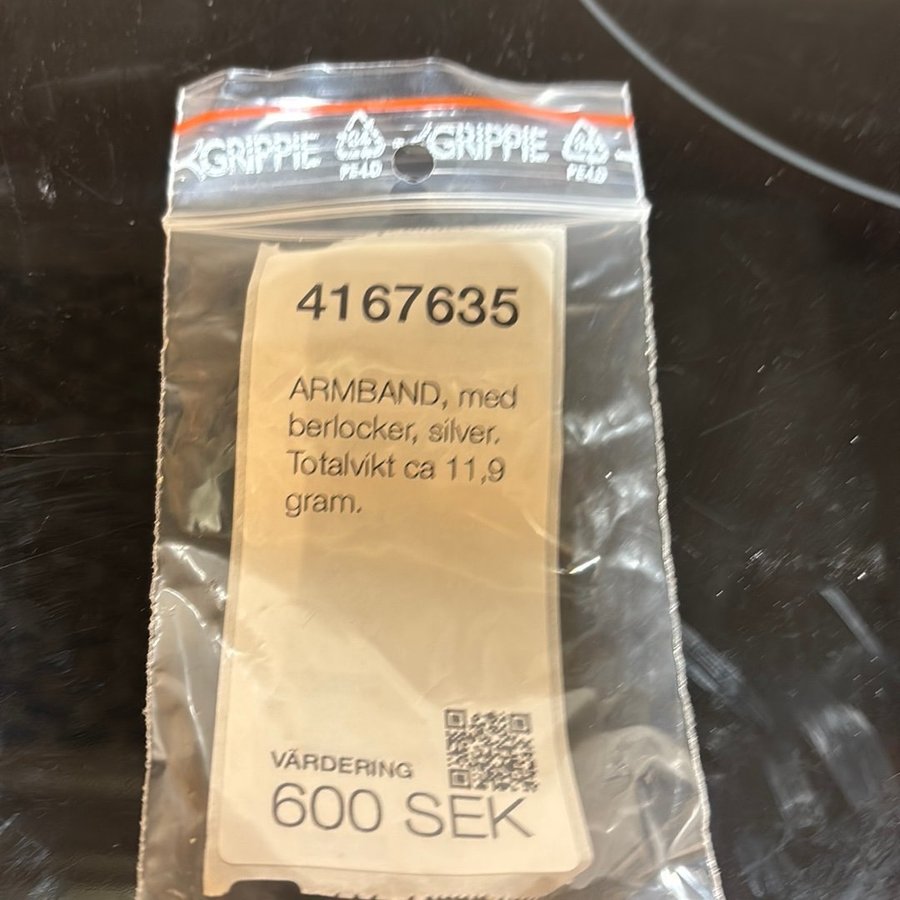 GRIPPIE GRIPPIE
PE-LD PE-LD
4167635
ARMBAND, med
berlocker, silver.
Totalvikt ca 11,9
gram.
VÄRDERING
600 SEK